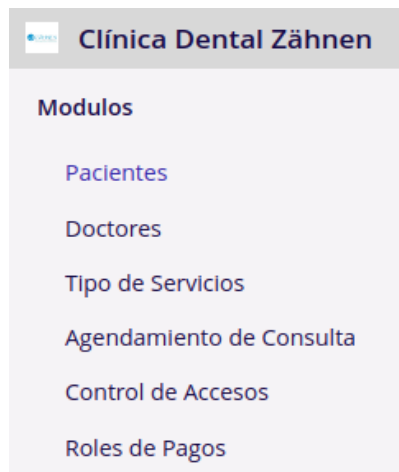 Clínica Dental Zähnen
Modulos
Pacientes
Doctores
Tipo de Servicios
Agendamiento de Consulta
Control de Accesos
Roles de Pagos